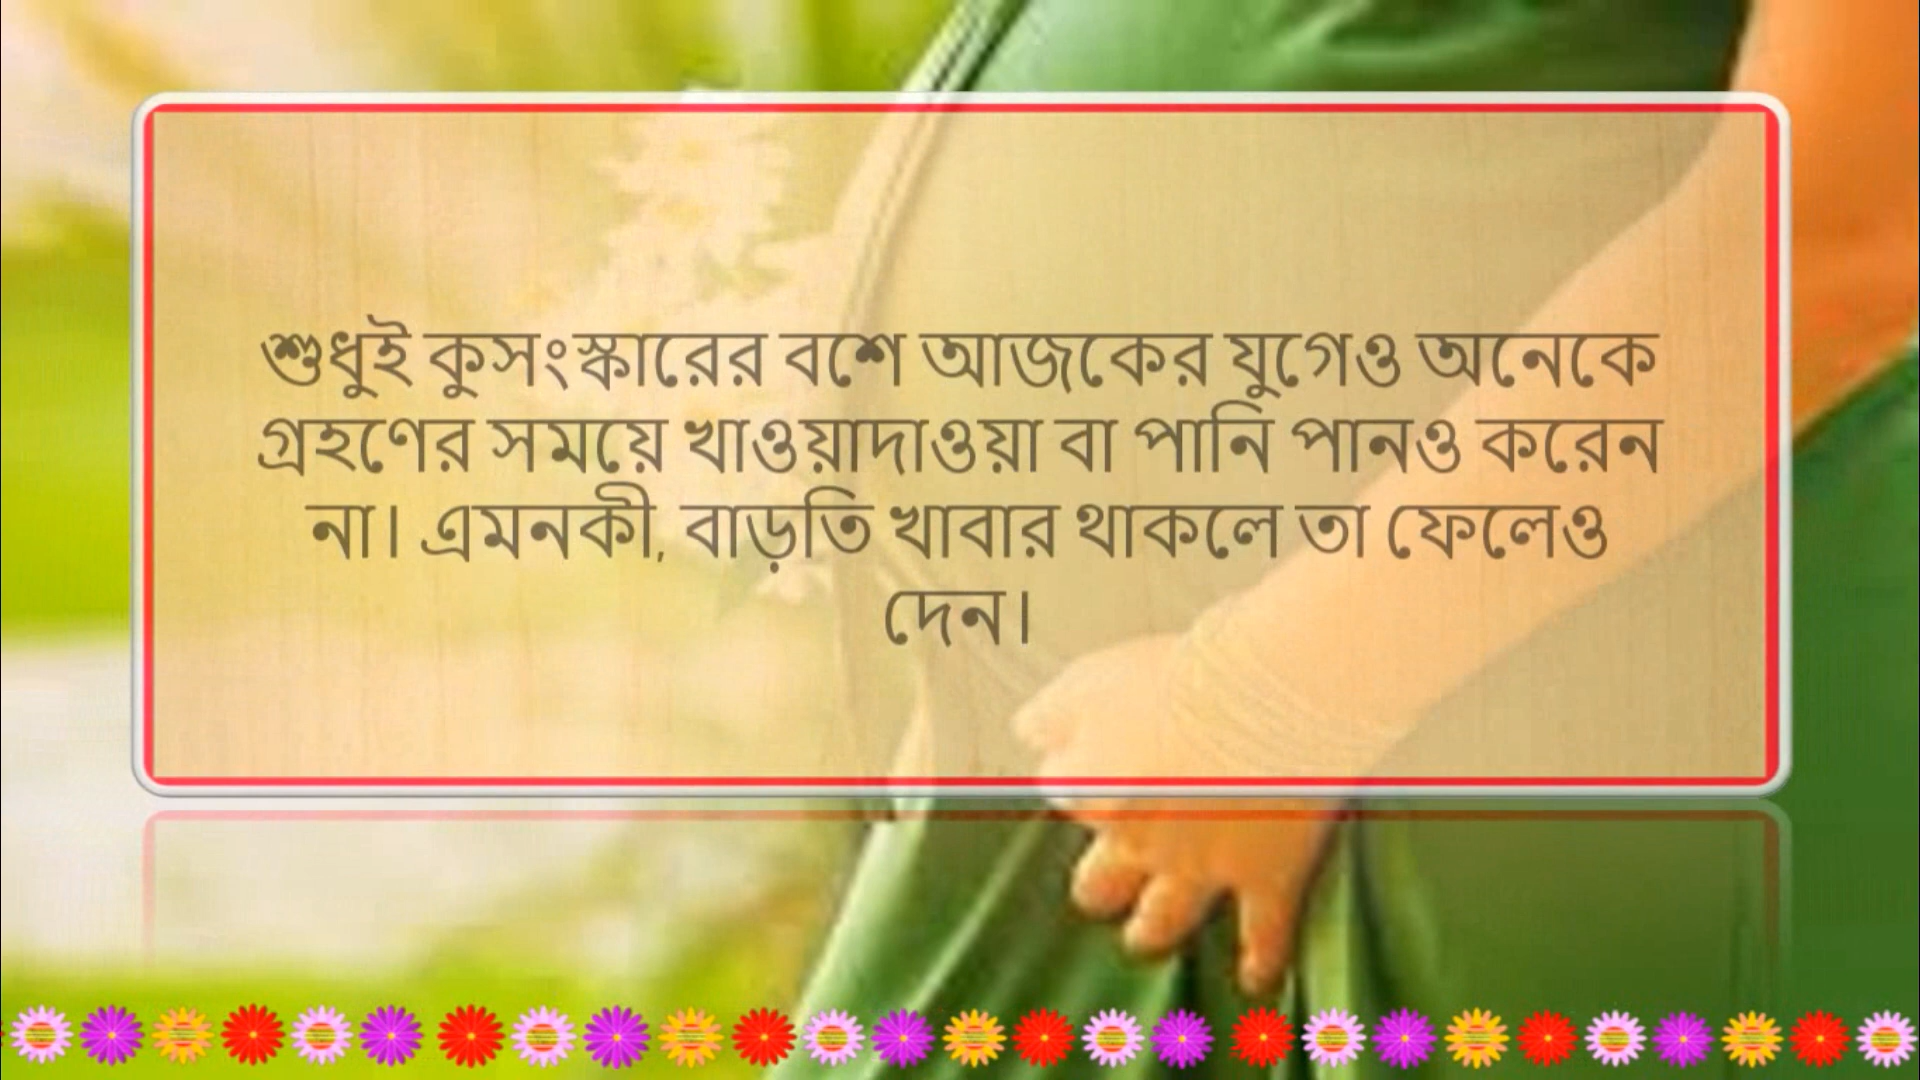 শুধুই কুসংস্কারের বশে আজকের যুগেও অনেকে
গ্রহণের সময়ে খাওয়াদাওয়া বা পানি পানও করেন
না। এমনকী, বাড়তি খাবার থাকলে তা ফেলেও
দেন।